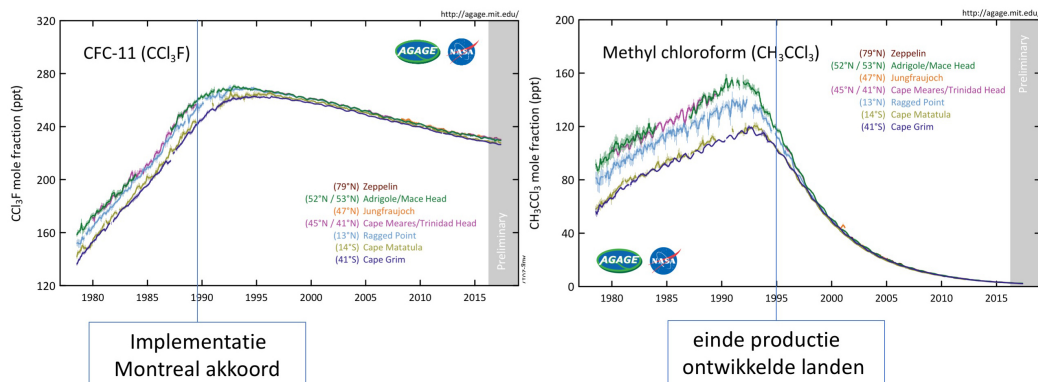 http://agage.mit.edu/
CFC-11 (CCl₃F)
AGAGE
NASA
CCl₃F mole fraction (ppt)
320
280
240
200
160
120
(79°N) Zeppelin
(52°N / 53°N) Adrigole/Mace Head
(47°N) Jungfraujoch
(45°N / 41°N) Cape Meares/Trinidad Head
(13°N) Ragged Point
(14°S) Cape Matatula
(41°S) Cape Grim
Preliminary
1980 1985 1990 1995 2000 2005 2010 2015
Implementatie
Montreal akkoord
http://agage.mit.edu/
Methyl chloroform (CH₃CCl₃)
CH₃CCl₃ mole fraction (ppt)
200
160
120
80
40
0
(79°N) Zeppelin
(52°N / 53°N) Adrigole/Mace Head
(47°N) Jungfraujoch
(45°N / 41°N) Cape Meares/Trinidad Head
(13°N) Ragged Point
(14°S) Cape Matatula
(41°S) Cape Grim
Preliminary
AGAGE
NASA
1980 1985 1990 1995 2000 2005 2010 2015
einde productie
ontwikkelde landen